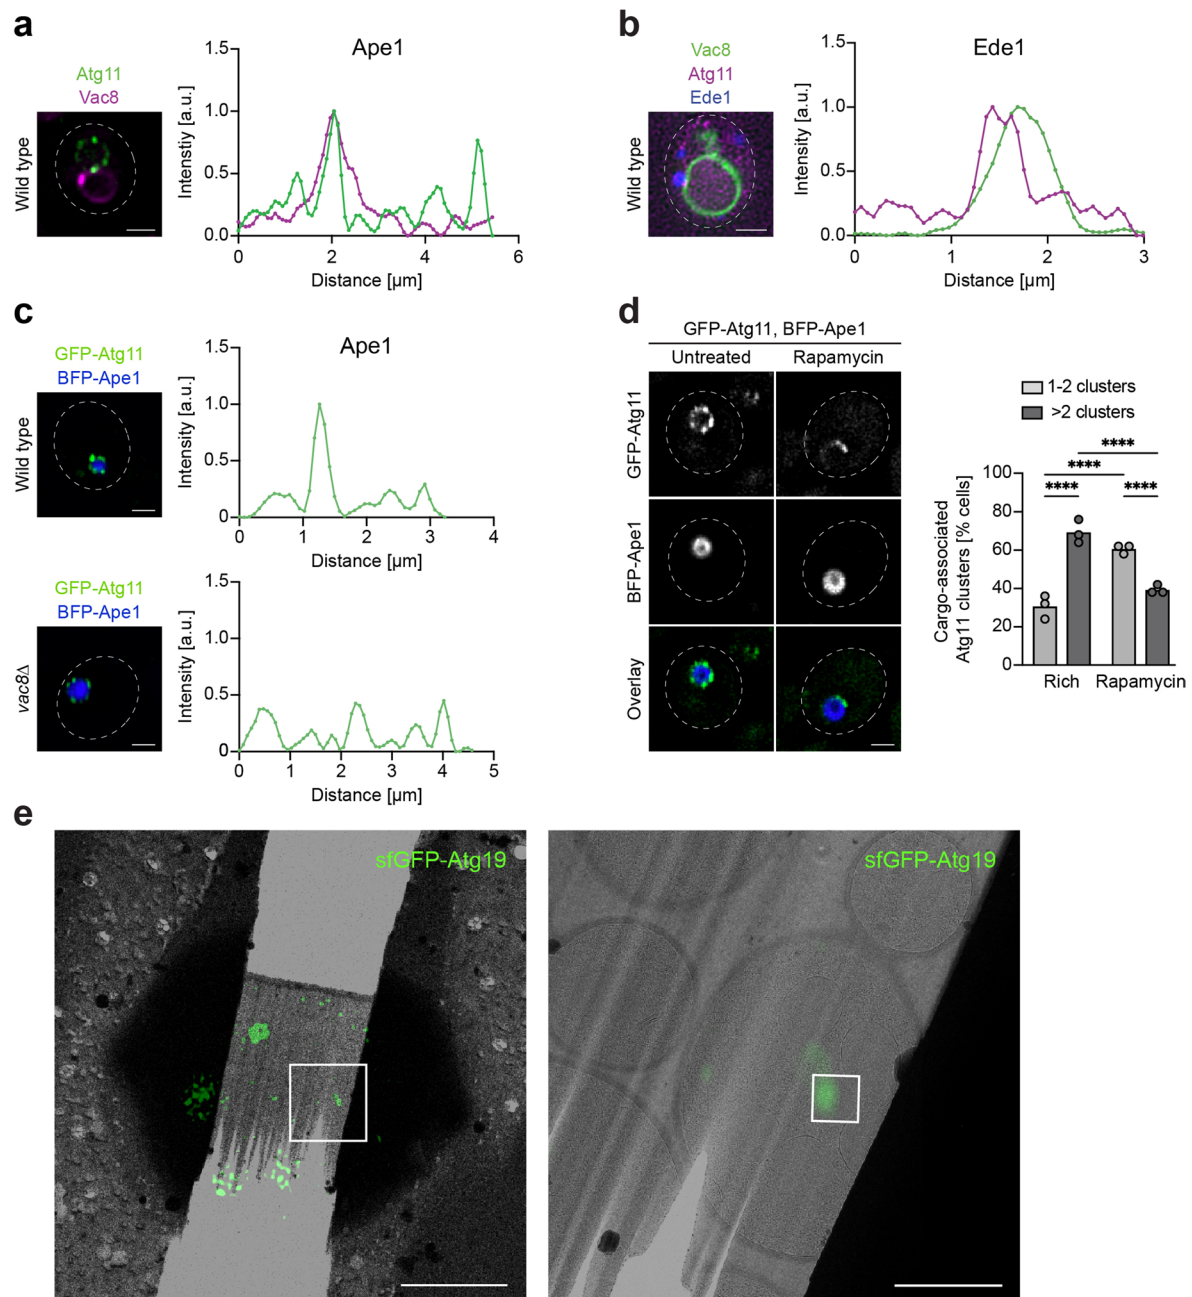 a
Atg11
Vac8
Wild type
Ape1
Intenstiy [a.u.]
1.5
1.0
0.5
0.0
0
2
4
6
Distance [µm]
b
Vac8
Atg11
Ede1
Wild type
Ede1
Intensity [a.u.]
1.5
1.0
0.5
0.0
0
1
2
3
Distance [µm]
c
GFP-Atg11
BFP-Ape1
Wild type
Ape1
Intensity [a.u.]
1.5
1.0
0.5
0
0
1
2
3
4
Distance [µm]
GFP-Atg11
BFP-Ape1
vac8Δ
Intensity [a.u.]
1.5
1.0
0.5
0
0
1
2
3
4
5
Distance [µm]
d
GFP-Atg11, BFP-Ape1
Untreated
Rapamycin
GFP-Atg11
BFP-Ape1
Overlay
1-2 clusters
>2 clusters
****
****
**** ****
Cargo-associated
Atg11 clusters [% cells]
100
80
60
40
20
0
Rich
Rapamycin
e
sfGFP-Atg19
sfGFP-Atg19